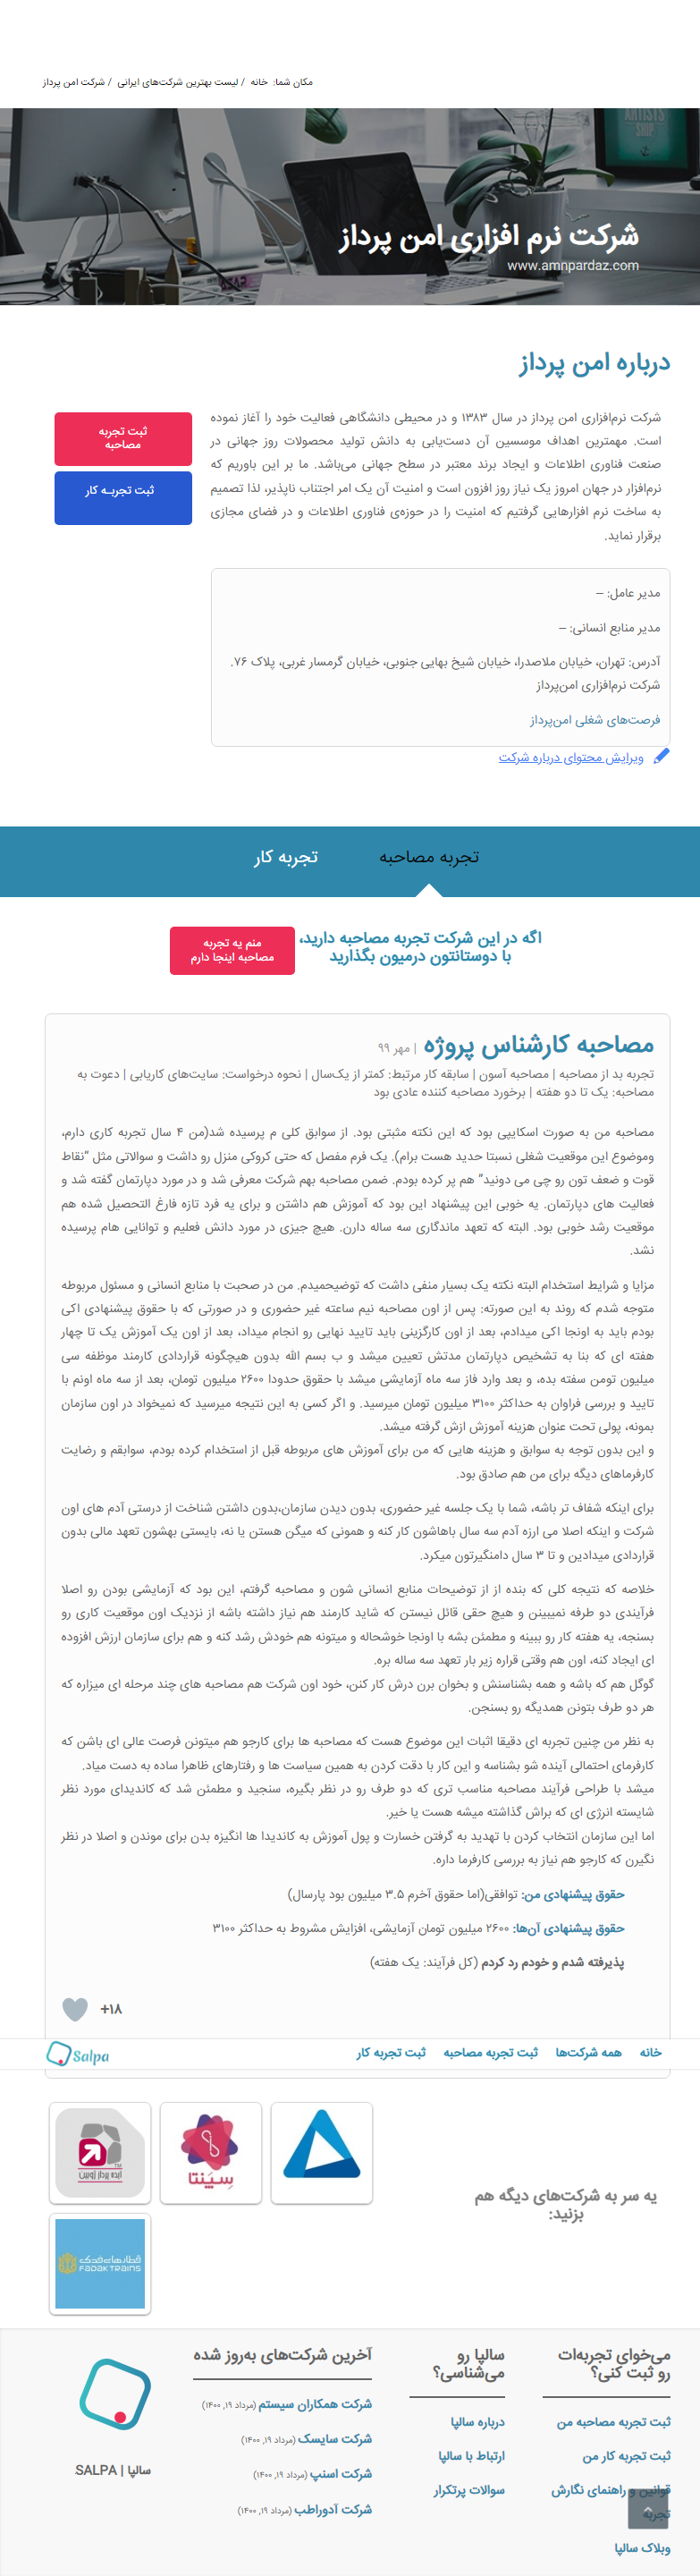 مکان شما:  خانه  /  لیست بهترین شرکت‌های ایرانی  /  شرکت امن پرداز
ARTISTS
SHIP
شرکت نرم افزاری امن پرداز
www.amnpardaz.com
درباره امن پرداز
شرکت نرم‌افزاری امن پرداز در سال ۱۳۸۳ و در محیطی دانشگاهی فعالیت خود را آغاز نموده
است. مهمترین اهداف موسسین آن دست‌یابی به دانش تولید محصولات روز جهانی در
صنعت فناوری اطلاعات و ایجاد برند معتبر در سطح جهانی می‌باشد. ما بر این باوریم که
نرم‌افزار در جهان امروز یک نیاز روز افزون است و امنیت آن یک امر اجتناب ناپذیر، لذا تصمیم
به ساخت نرم افزارهایی گرفتیم که امنیت را در حوزه‌ی فناوری اطلاعات و در فضای مجازی
برقرار نماید.
ثبت تجربه
مصاحبه
ثبت تجربـه کار
مدیر عامل: –
مدیر منابع انسانی: –
آدرس: تهران، خیابان ملاصدرا، خیابان شیخ بهایی جنوبی، خیابان گرمسار غربی، پلاک ۷۶.
شرکت نرم‌افزاری امن‌پرداز
فرصت‌های شغلی امن‌پرداز
ویرایش محتوای درباره شرکت
تجربه مصاحبه
تجربه کار
اگه در این شرکت تجربه مصاحبه دارید،
با دوستانتون درمیون بگذارید
منم یه تجربه
مصاحبه اینجا دارم
مصاحبه کارشناس پروژه | مهر ۹۹
تجربه بد از مصاحبه | مصاحبه آسون | سابقه کار مرتبط: کمتر از یک‌سال | نحوه درخواست: سایت‌های کاریابی | دعوت به
مصاحبه: یک تا دو هفته | برخورد مصاحبه کننده عادی بود
مصاحبه من به صورت اسکایپی بود که این نکته مثبتی بود. از سوابق کلی م پرسیده شد(من ۴ سال تجربه کاری دارم،
وموضوع این موقعیت شغلی نسبتا حدید هست برام). یک فرم مفصل که حتی کروکی منزل رو داشت و سوالاتی مثل “نقاط
قوت و ضعف تون رو چی می دونید” هم پر کرده بودم. ضمن مصاحبه بهم شرکت معرفی شد و در مورد دپارتمان گفته شد و
فعالیت های دپارتمان. یه خوبی این پیشنهاد این بود که آموزش هم داشتن و برای یه فرد تازه فارغ التحصیل شده هم
موقعیت رشد خوبی بود. البته که تعهد ماندگاری سه ساله دارن. هیچ جیزی در مورد دانش فعلیم و توانایی هام پرسیده
نشد.
مزایا و شرایط استخدام البته نکته یک بسیار منفی داشت که توضیحمیدم. من در صحبت با منابع انسانی و مسئول مربوطه
متوجه شدم که روند به این صورته: پس از اون مصاحبه نیم ساعته غیر حضوری و در صورتی که با حقوق پیشنهادی اکی
بودم باید به اونجا اکی میدادم، بعد از اون کارگزینی باید تایید نهایی رو انجام میداد، بعد از اون یک آموزش یک تا چهار
هفته ای که بنا به تشخیص دپارتمان مدتش تعیین میشد و ب بسم الله بدون هیچگونه قراردادی کارمند موظفه سی
میلیون تومن سفته بده، و بعد وارد فاز سه ماه آزمایشی میشد با حقوق حدودا ۲۶۰۰ میلیون تومان، بعد از سه ماه اونم با
تایید و بررسی فراوان به حداکثر ۳۱۰۰ میلیون تومان میرسید. و اگر کسی به این نتیجه میرسید که نمیخواد در اون سازمان
بمونه، پولی تحت عنوان هزینه آموزش ازش گرفته میشد.
و این بدون توجه به سوابق و هزینه هایی که من برای آموزش های مربوطه قبل از استخدام کرده بودم، سوابقم و رضایت
کارفرماهای دیگه برای من هم صادق بود.
برای اینکه شفاف تر باشه، شما با یک جلسه غیر حضوری، بدون دیدن سازمان،بدون داشتن شناخت از درستی آدم های اون
شرکت و اینکه اصلا می ارزه آدم سه سال باهاشون کار کنه و همونی که میگن هستن یا نه، بایستی بهشون تعهد مالی بدون
قراردادی میدادین و تا ۳ سال دامنگیرتون میکرد.
خلاصه که نتیجه کلی که بنده از از توضیحات منابع انسانی شون و مصاحبه گرفتم، این بود که آزمایشی بودن رو اصلا
فرآیندی دو طرفه نمیبینن و هیچ حقی قائل نیستن که شاید کارمند هم نیاز داشته باشه از نزدیک اون موقعیت کاری رو
بسنجه، یه هفته کار رو ببینه و مطمئن بشه با اونجا خوشحاله و میتونه هم خودش رشد کنه و هم برای سازمان ارزش افزوده
ای ایجاد کنه، اون هم وقتی قراره زیر بار تعهد سه ساله بره.
گوگل هم که باشه و همه بشناسنش و بخوان برن درش کار کنن، خود اون شرکت هم مصاحبه های چند مرحله ای میزاره که
هر دو طرف بتونن همدیگه رو بسنجن.
به نظر من چنین تجربه ای دقیقا اثبات این موضوع هست که مصاحبه ها برای کارجو هم میتونن فرصت عالی ای باشن که
کارفرمای احتمالی آینده شو بشناسه و این کار با دقت کردن به همین سیاست ها و رفتارهای ظاهرا ساده به دست میاد.
میشد با طراحی فرآیند مصاحبه مناسب تری که دو طرف رو در نظر بگیره، سنجید و مطمئن شد که کاندیدای مورد نظر
شایسته انرژی ای که براش گذاشته میشه هست یا خیر.
اما این سازمان انتخاب کردن با تهدید به گرفتن خسارت و پول آموزش به کاندیدا ها انگیزه بدن برای موندن و اصلا در نظر
نگیرن که کارجو هم نیاز به بررسی کارفرما داره.
حقوق پیشنهادی من: توافقی(اما حقوق آخرم ۳.۵ میلیون بود پارسال)
حقوق پیشنهادی آن‌ها: ۲۶۰۰ میلیون تومان آزمایشی، افزایش مشروط به حداکثر ۳۱۰۰
پذیرفته شدم و خودم رد کردم (کل فرآیند: یک هفته)
+۱۸
خانه
همه شرکت‌ها
ثبت تجربه مصاحبه
ثبت تجربه کار
Salpa
یه سر به شرکت‌های دیگه هم
بزنید:
سپنتا
ایده پرداز ژوبین
قطارهای فدک
FADAK TRAINS
می‌خوای تجربه‌ات
رو ثبت کنی؟
ثبت تجربه مصاحبه من
ثبت تجربه کار من
قوانین و راهنمای نگارش
تجربه
وبلاگ سالپا
سالپا رو
می‌شناسی؟
درباره سالپا
ارتباط با سالپا
سوالات پرتکرار
آخرین شرکت‌های به‌روز شده
شرکت همکاران سیستم (مرداد ۱۹, ۱۴۰۰)
شرکت سایسک (مرداد ۱۹, ۱۴۰۰)
شرکت اسنپ (مرداد ۱۹, ۱۴۰۰)
شرکت آدوراطب (مرداد ۱۹, ۱۴۰۰)
سالپا | SALPA